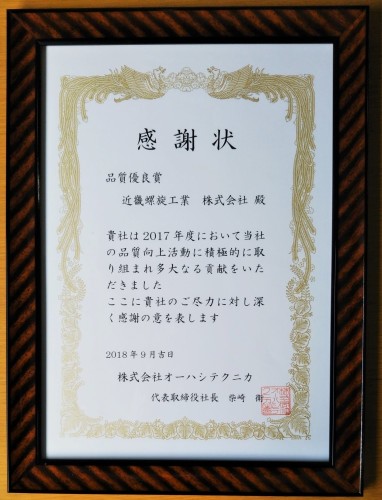 感謝状
品質優良賞
近畿螺旋工業 株式会社 殿
貴社は2017年度において当社
の品質向上活動に積極的に取
り組まれ多大なる貢献をいた
だきました
ここに貴社のご尽力に対し深
く感謝の意を表します
2018年9月吉日
株式会社オーハシテクニカ
代表取締役社長 柴崎 衛